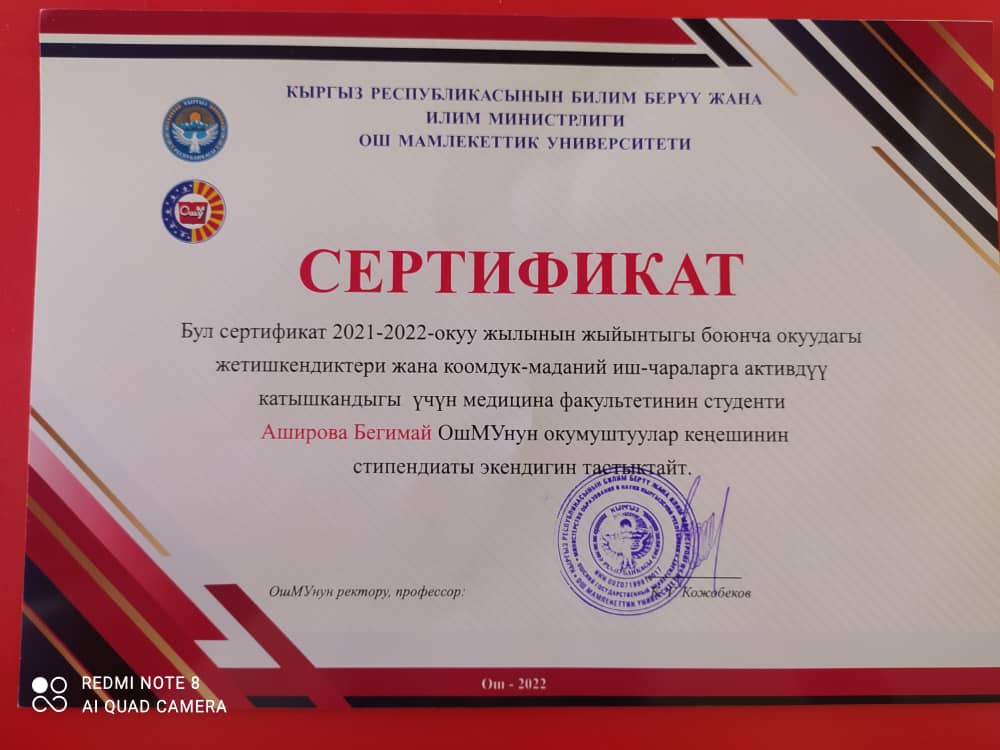 КЫРГЫЗ РЕСПУБЛИКАСЫНЫН БИЛИМ БЕРҮҮ ЖАНА
ИЛИМ МИНИСТРЛИГИ
ОШ МАМЛЕКЕТТИК УНИВЕРСИТЕТИ
ОшМУ
СЕРТИФИКАТ
Бул сертификат 2021-2022-окуу жылынын жыйынтыгы боюнча окуудагы
жетишкендиктери жана коомдук-маданий иш-чараларга активдүү
катышкандыгы үчүн медицина факультетинин студенти
Аширова Бегимай ОшМУнун окумуштуулар кеңешинин
стипендиаты экендигин тастыктайт.
ОшМУнун ректору, профессор:
Кожобеков
Ош - 2022
REDMI NOTE 8
AI QUAD CAMERA